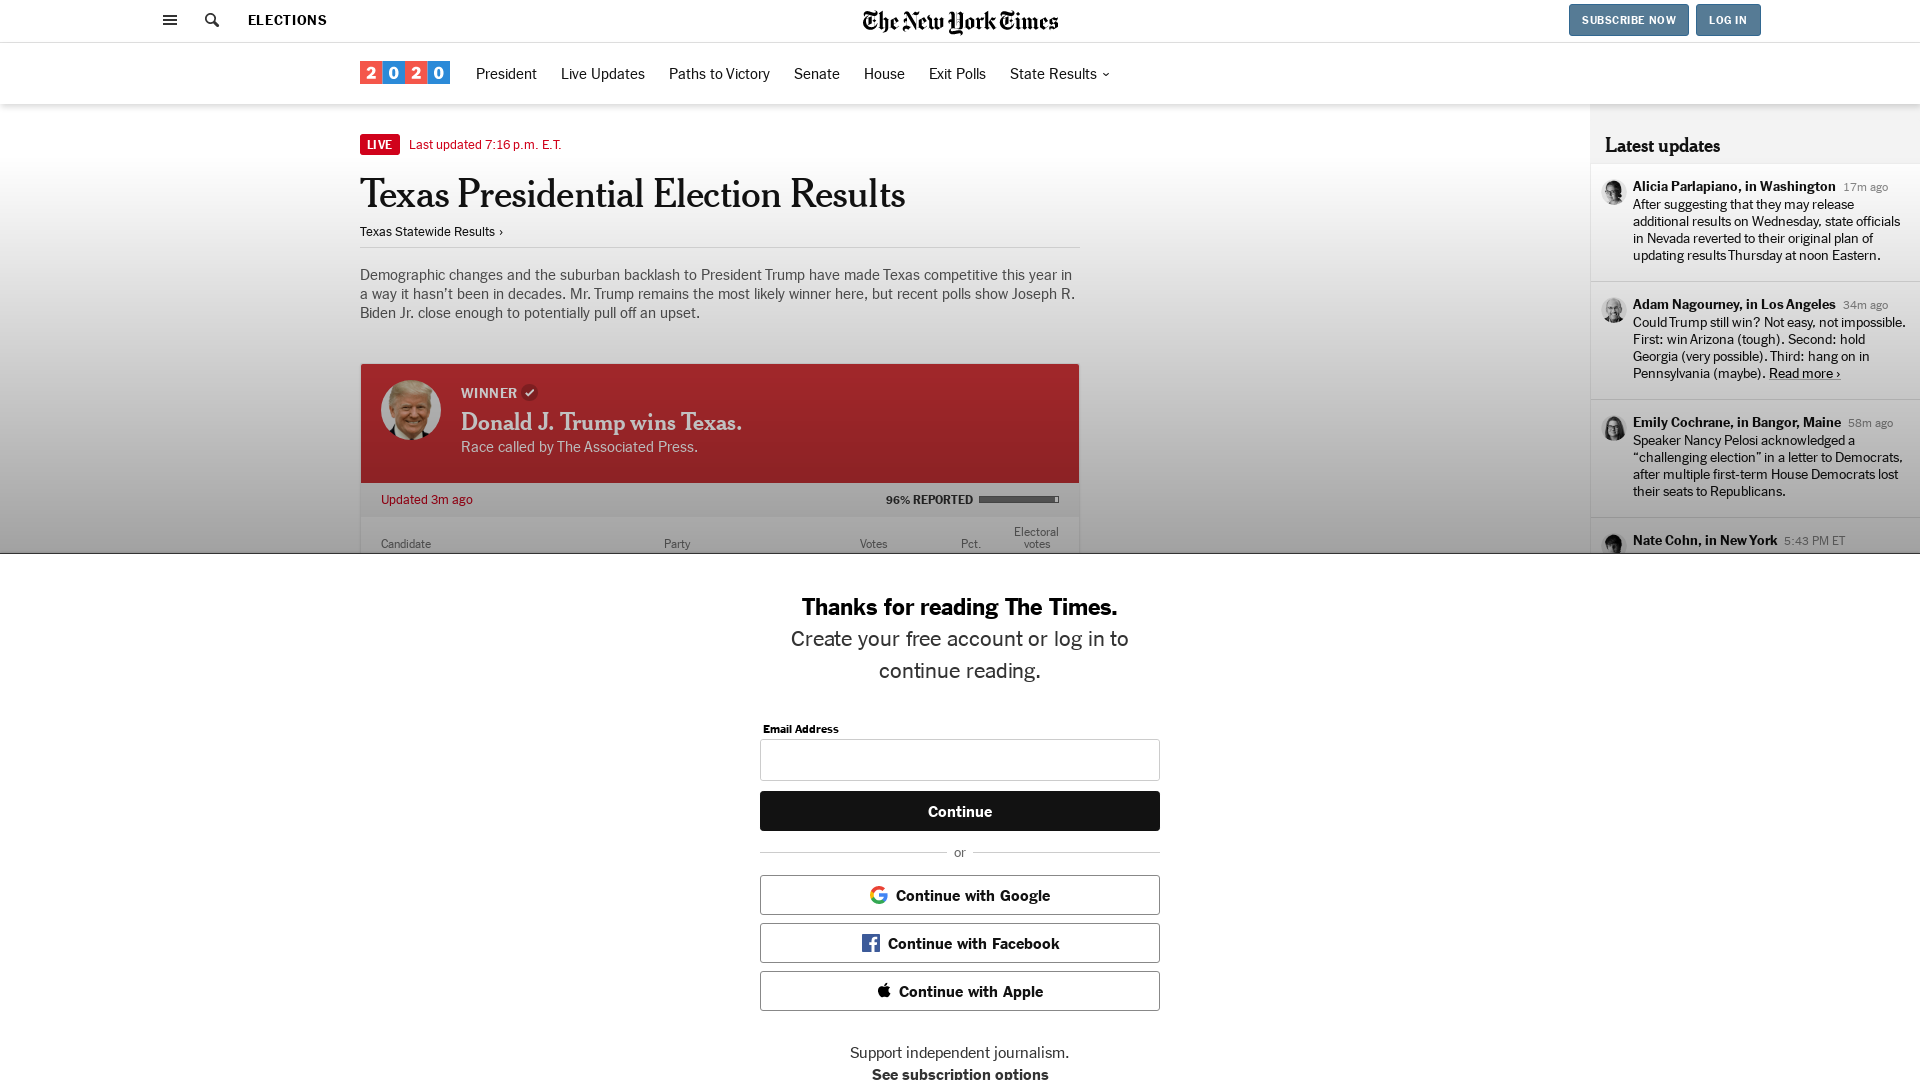 ELECTIONS
The New York Times
SUBSCRIBE NOW
LOG IN
2020
President
Live Updates
Paths to Victory
Senate
House
Exit Polls
State Results
LIVE Last updated 7:16 p.m. E.T.
Texas Presidential Election Results
Texas Statewide Results ›
Demographic changes and the suburban backlash to President Trump have made Texas competitive this year in
a way it hasn’t been in decades. Mr. Trump remains the most likely winner here, but recent polls show Joseph R.
Biden Jr. close enough to potentially pull off an upset.
WINNER
Donald J. Trump wins Texas.
Race called by The Associated Press.
Updated 3m ago
96% REPORTED
Candidate
Party
Votes
Pct.
Electoral
votes
Latest updates
Alicia Parlapiano, in Washington 17m ago
After suggesting that they may release
additional results on Wednesday, state officials
in Nevada reverted to their original plan of
updating results Thursday at noon Eastern.
Adam Nagourney, in Los Angeles 34m ago
Could Trump still win? Not easy, not impossible.
First: win Arizona (tough). Second: hold
Georgia (very possible). Third: hang on in
Pennsylvania (maybe). Read more ›
Emily Cochrane, in Bangor, Maine 58m ago
Speaker Nancy Pelosi acknowledged a
“challenging election” in a letter to Democrats,
after multiple first-term House Democrats lost
their seats to Republicans.
Nate Cohn, in New York 5:43 PM ET
Thanks for reading The Times.
Create your free account or log in to
continue reading.
Email Address
Continue
or
Continue with Google
Continue with Facebook
Continue with Apple
Support independent journalism.
See subscription options